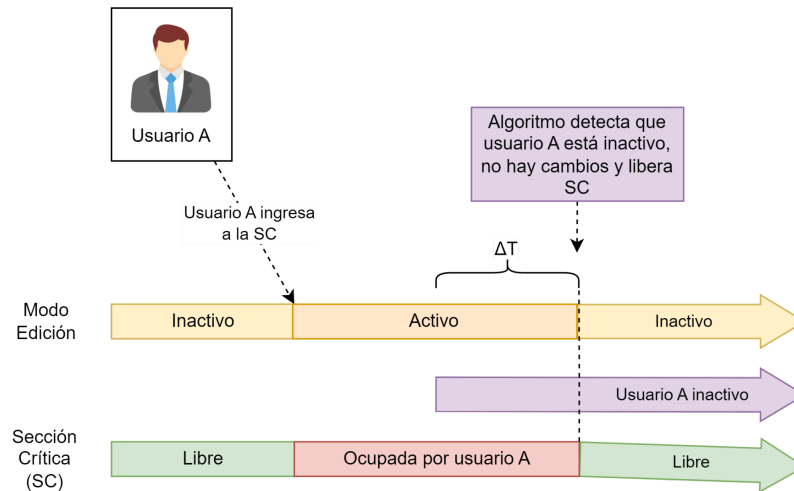 Usuario A
Algoritmo detecta que
usuario A está inactivo,
no hay cambios y libera
SC
Usuario A ingresa
a la SC
ΔT
Modo
Edición
Inactivo
Activo
Inactivo
Usuario A inactivo
Sección
Crítica
(SC)
Libre
Ocupada por usuario A
Libre